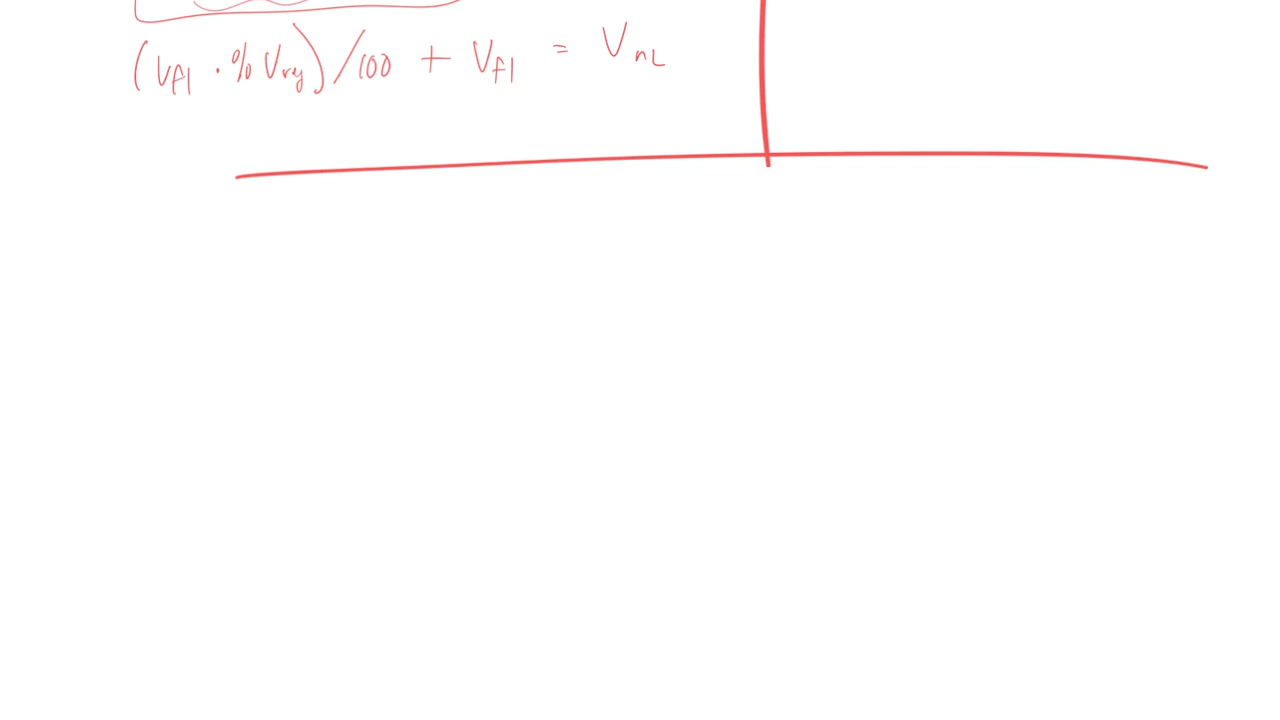 (Vfl · % Vreg)/100 + Vfl = VnL